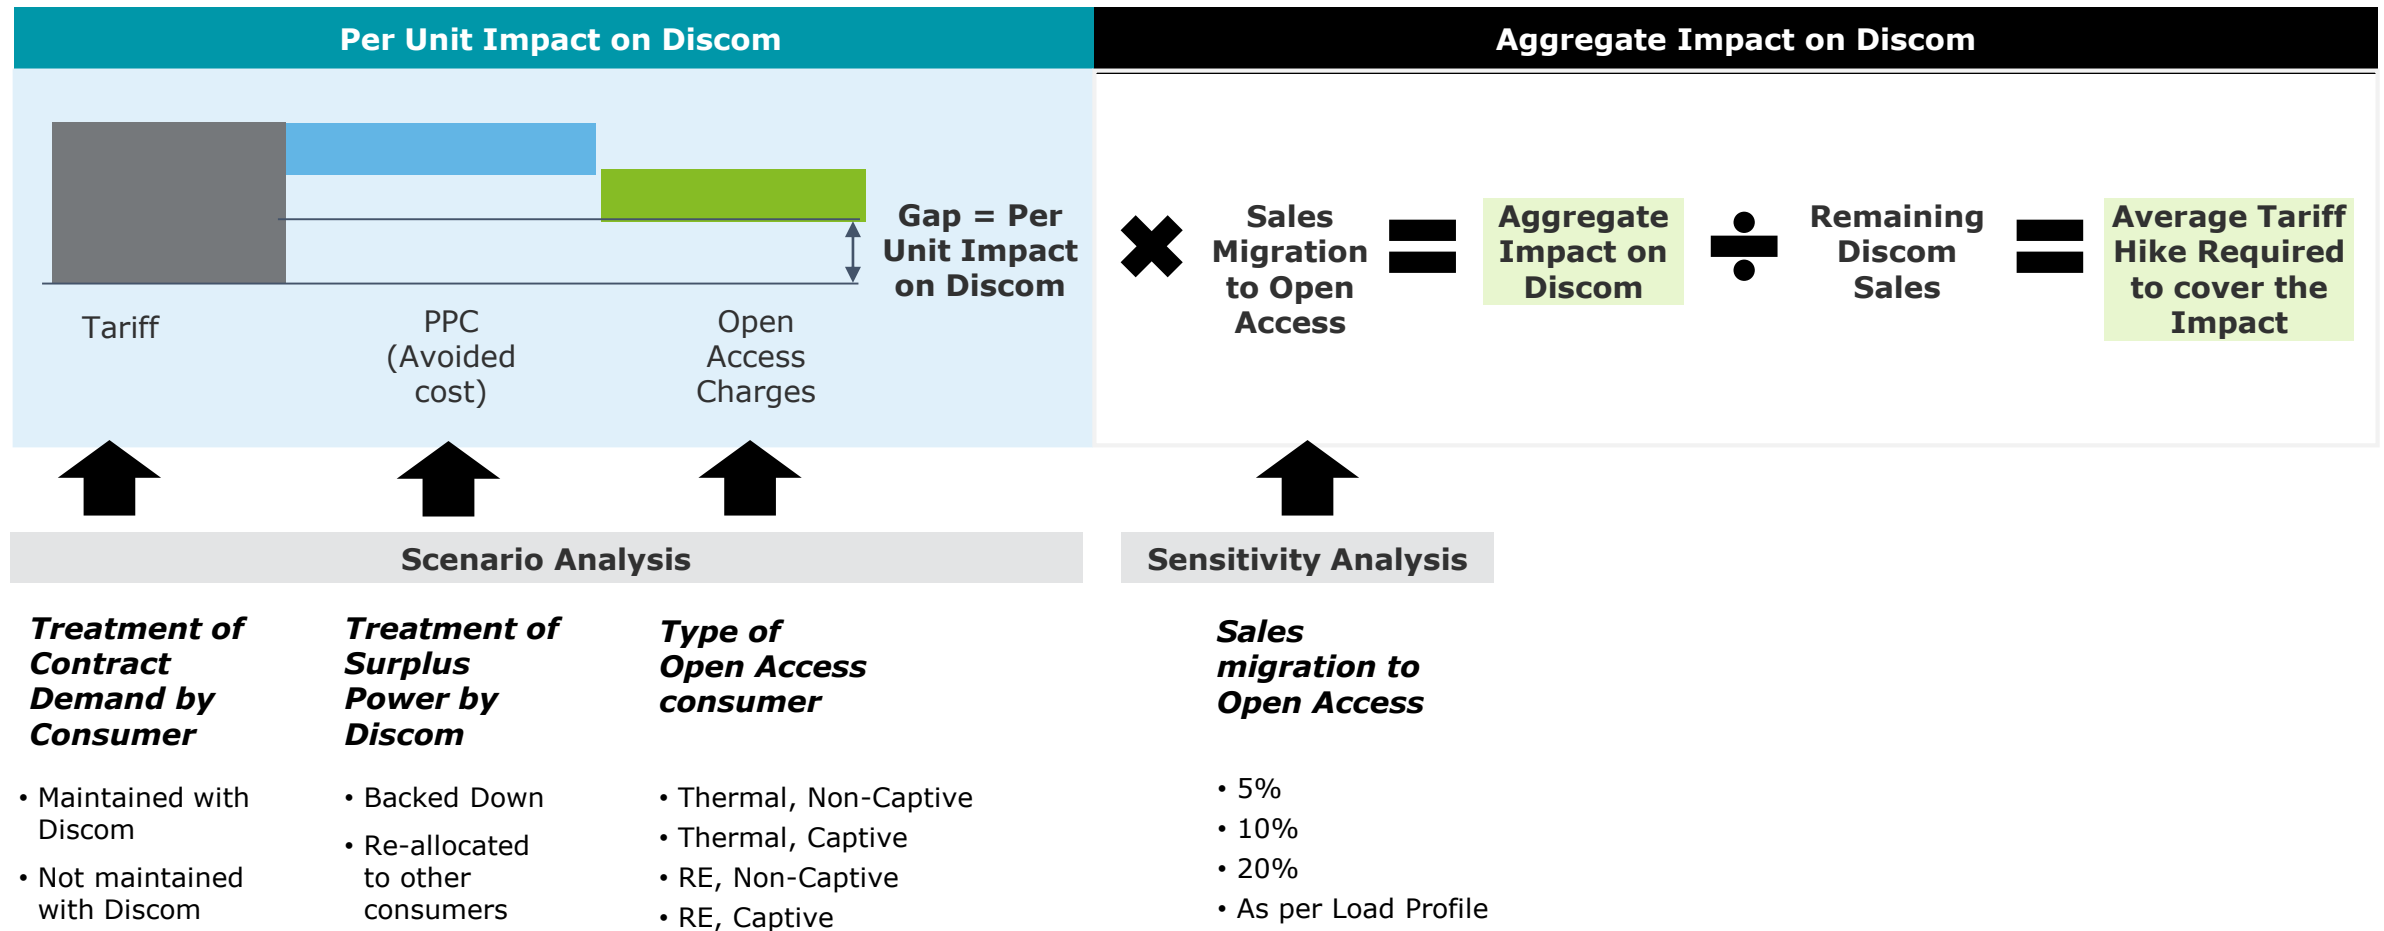 Per Unit Impact on Discom
Aggregate Impact on Discom
Tariff
PPC
(Avoided
cost)
Open
Access
Charges
Gap = Per
Unit Impact
on Discom
Sales
Migration
to Open
Access
Aggregate
Impact on
Discom
Remaining
Discom
Sales
Average Tariff
Hike Required
to cover the
Impact
Scenario Analysis
Sensitivity Analysis
Treatment of
Contract
Demand by
Consumer
• Maintained with
Discom
• Not maintained
with Discom
Treatment of
Surplus
Power by
Discom
• Backed Down
• Re-allocated
to other
consumers
Type of
Open Access
consumer
• Thermal, Non-Captive
• Thermal, Captive
• RE, Non-Captive
• RE, Captive
Sales
migration to
Open Access
• 5%
• 10%
• 20%
• As per Load Profile